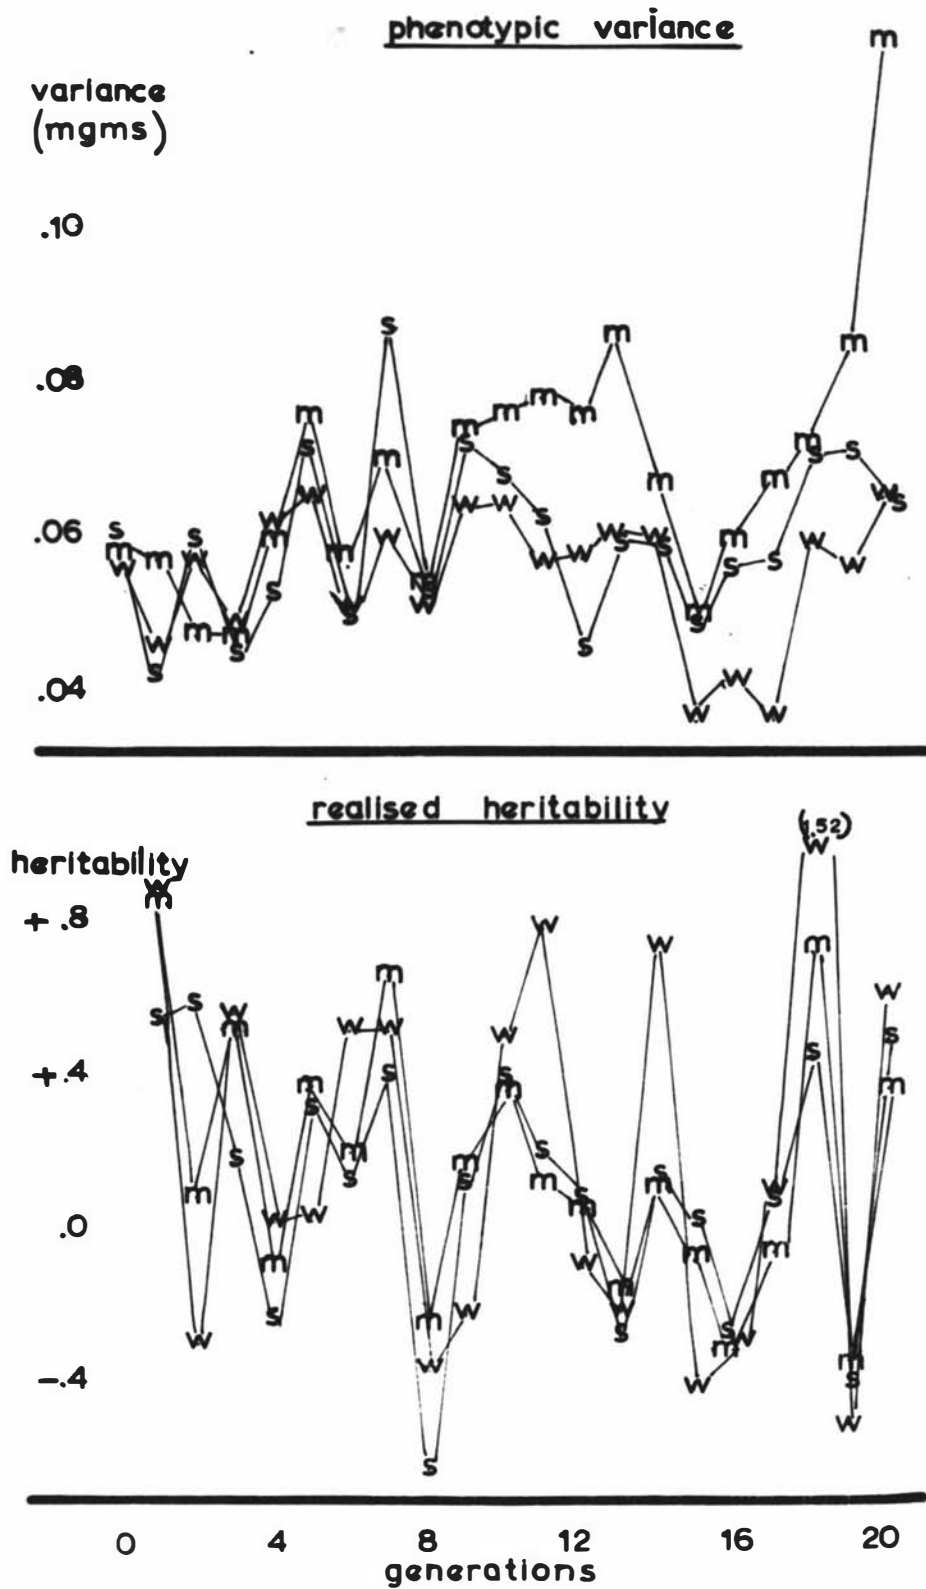 phenotypic variance
variance
(mgms)
.10
.08
.06
.04
realised heritability
(1.52)
heritability
+.8
+.4
.0
-.4
0 4 8 12 16 20
generations